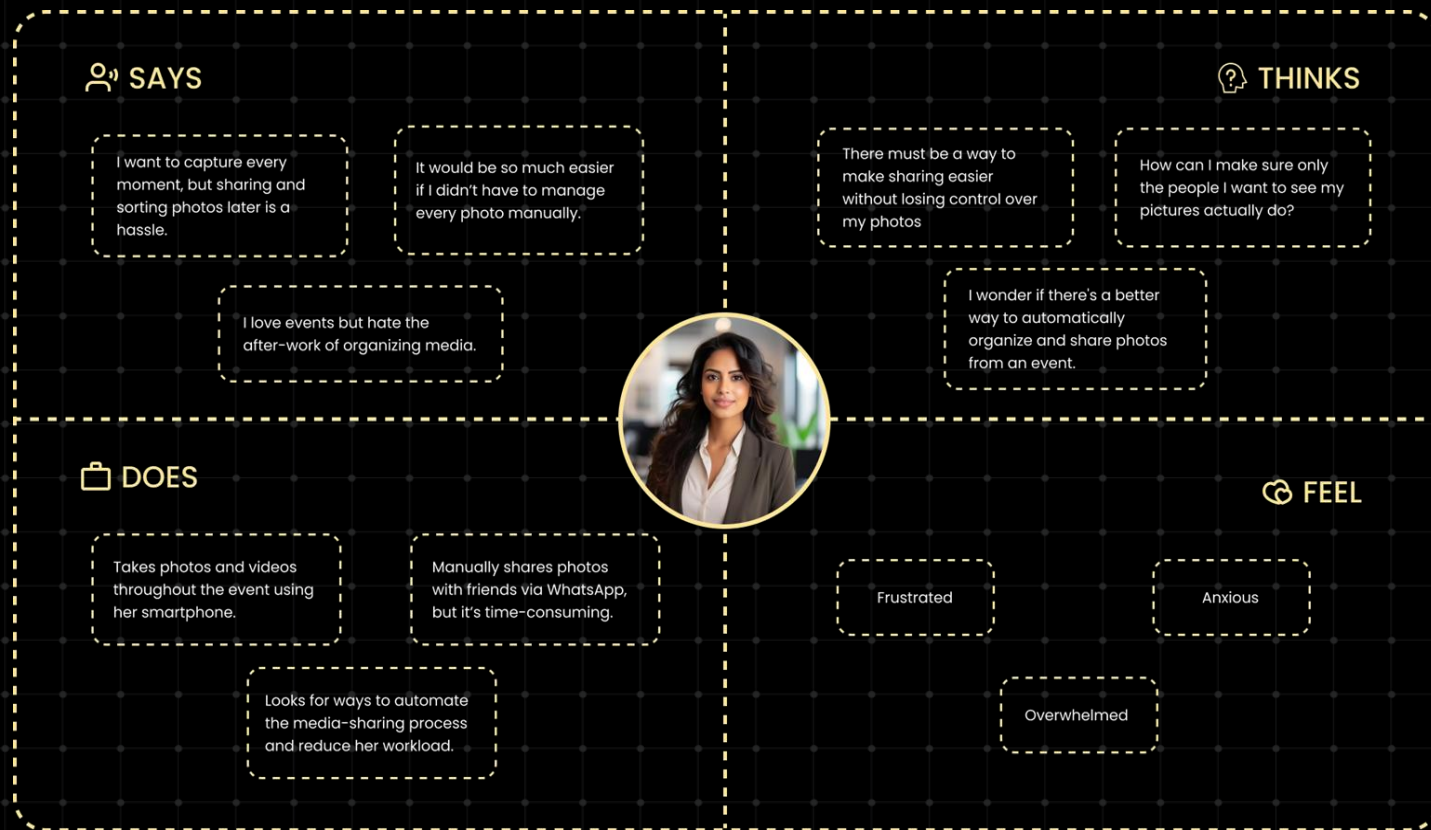 SAYS
I want to capture every
moment, but sharing and
sorting photos later is a
hassle.
It would be so much easier
if I didn't have to manage
every photo manually.
I love events but hate the
after-work of organizing media.
THINKS
There must be a way to
make sharing easier
without losing control over
my photos
How can I make sure only
the people I want to see my
pictures actually do?
I wonder if there's a better
way to automatically
organize and share photos
from an event.
DOES
Takes photos and videos
throughout the event using
her smartphone.
Manually shares photos
with friends via WhatsApp,
but it's time-consuming.
Looks for ways to automate
the media-sharing process
and reduce her workload.
FEEL
Frustrated
Anxious
Overwhelmed